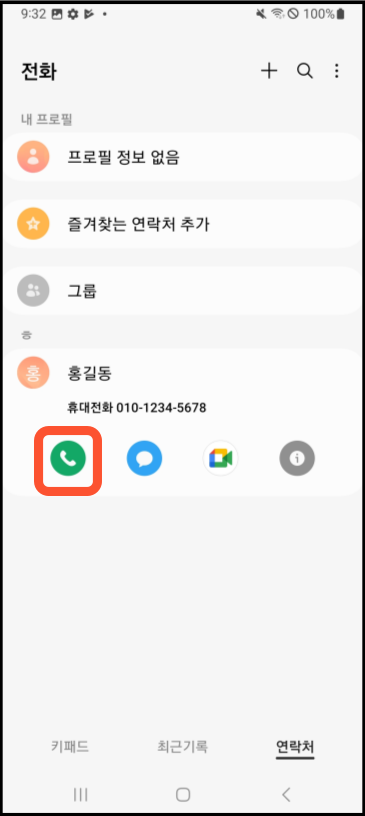 9:32 100%
전화
내 프로필
프로필 정보 없음
즐겨찾는 연락처 추가
그룹
ㅎ
홍 홍길동
휴대전화 010-1234-5678
키패드 최근기록 연락처